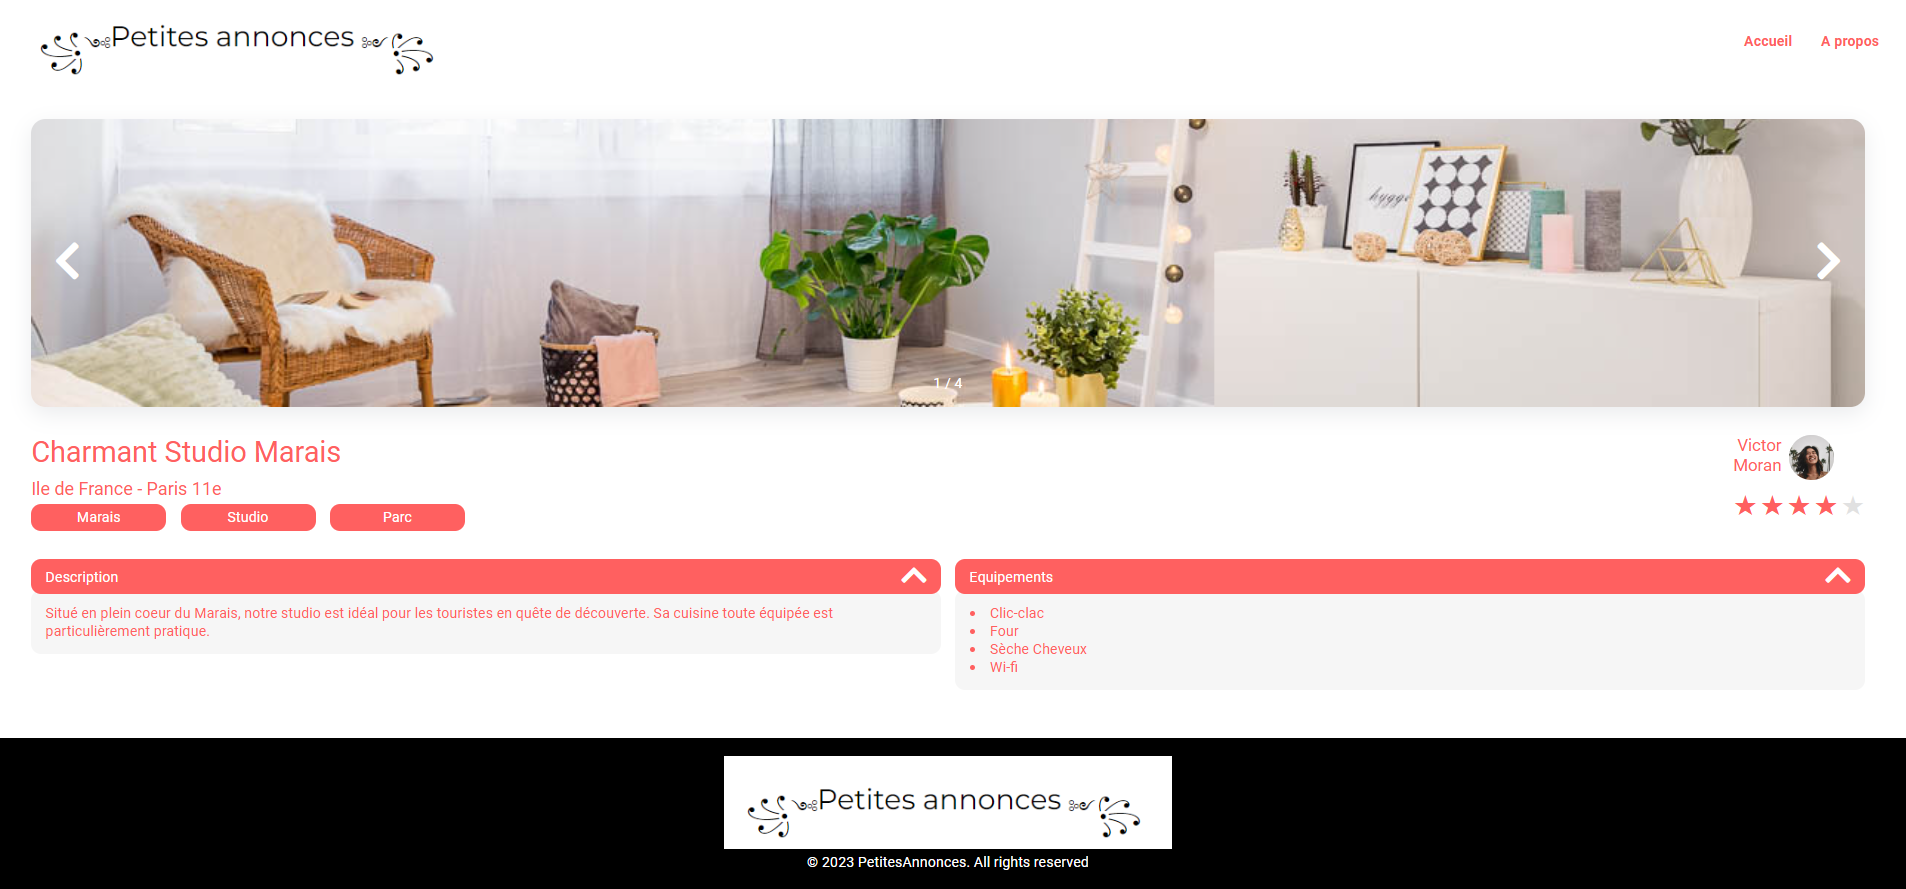 Petites annonces
Accueil
A propos
hygge
1 / 4
Charmant Studio Marais
Ile de France - Paris 11e
Marais
Studio
Parc
Victor
Moran
Description
Situé en plein coeur du Marais, notre studio est idéal pour les touristes en quête de découverte. Sa cuisine toute équipée est
particulièrement pratique.
Equipements
Clic-clac
Four
Sèche Cheveux
Wi-fi
Petites annonces
© 2023 PetitesAnnonces. All rights reserved